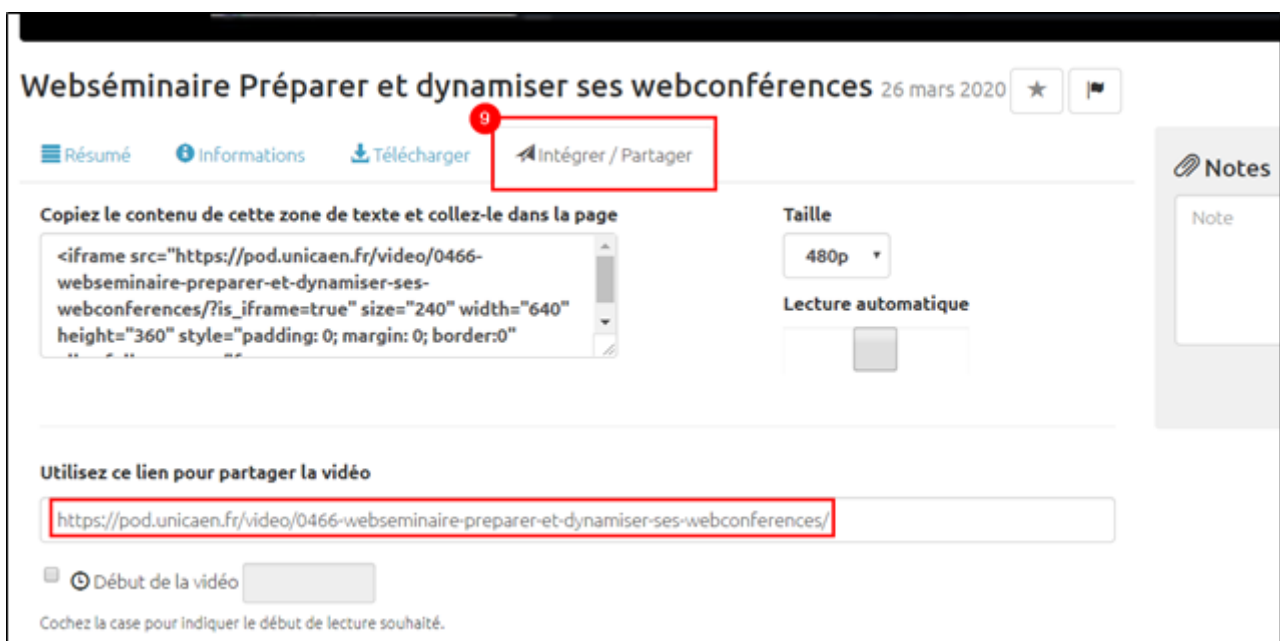 Webséminaire Préparer et dynamiser ses webconférences 26 mars 2020
9
Résumé Informations Télécharger Intégrer / Partager
Notes
Copiez le contenu de cette zone de texte et collez-le dans la page
Taille
Note
<iframe src="https://pod.unicaen.fr/video/0466-
webseminaire-preparer-et-dynamiser-ses-
webconferences/?is_iframe=true" size="240" width="640"
height="360" style="padding: 0; margin: 0; border:0"
480p
Lecture automatique
Utilisez ce lien pour partager la vidéo
https://pod.unicaen.fr/video/0466-webseminaire-preparer-et-dynamiser-ses-webconferences/
Début de la vidéo
Cochez la case pour indiquer le début de lecture souhaité.